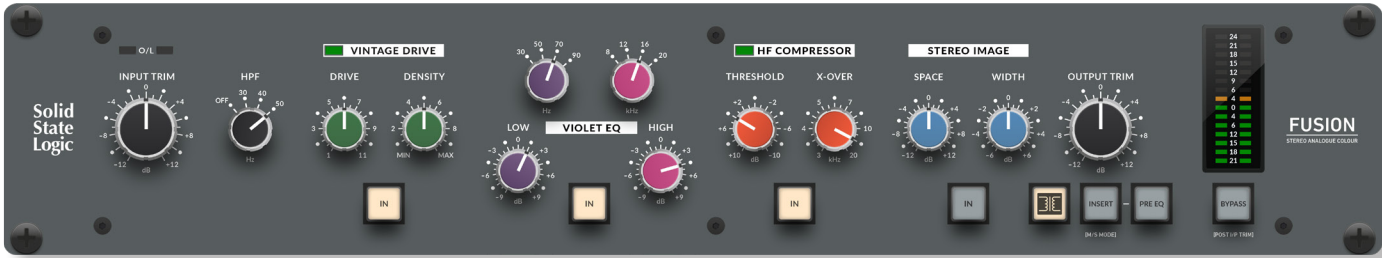 Solid
State
Logic
O/L
INPUT TRIM
0
-4 +4
-8 +8
-12 +12
dB
HPF
OFF 30 40 50
Hz
VINTAGE DRIVE
DRIVE
5 7
3 9
1 11
DENSITY
4 6
2 8
MIN MAX
IN
30 50 70 90
Hz
8 12 16 20
kHz
LOW
VIOLET EQ
HIGH
0
-3 +3
-6 +6
-9 +9
dB
0
-3 +3
-6 +6
-9 +9
dB
IN
HF COMPRESSOR
THRESHOLD
+2 -2
+6 -6
+10 -10
dB
X-OVER
6 7
5
4 10
3 20
kHz
IN
STEREO IMAGE
SPACE
0
-4 +4
-8 +8
-12 +12
dB
WIDTH
0
-2 +2
-4 +4
-6 +6
dB
IN
OUTPUT TRIM
0
-4 +4
-8 +8
-12 +12
dB
INSERT
PRE EQ
[M/S MODE]
24
21
18
15
12
9
6
4
0
4
6
12
15
18
21
BYPASS
[POST I/P TRIM]
FUSION
STEREO ANALOGUE COLOUR